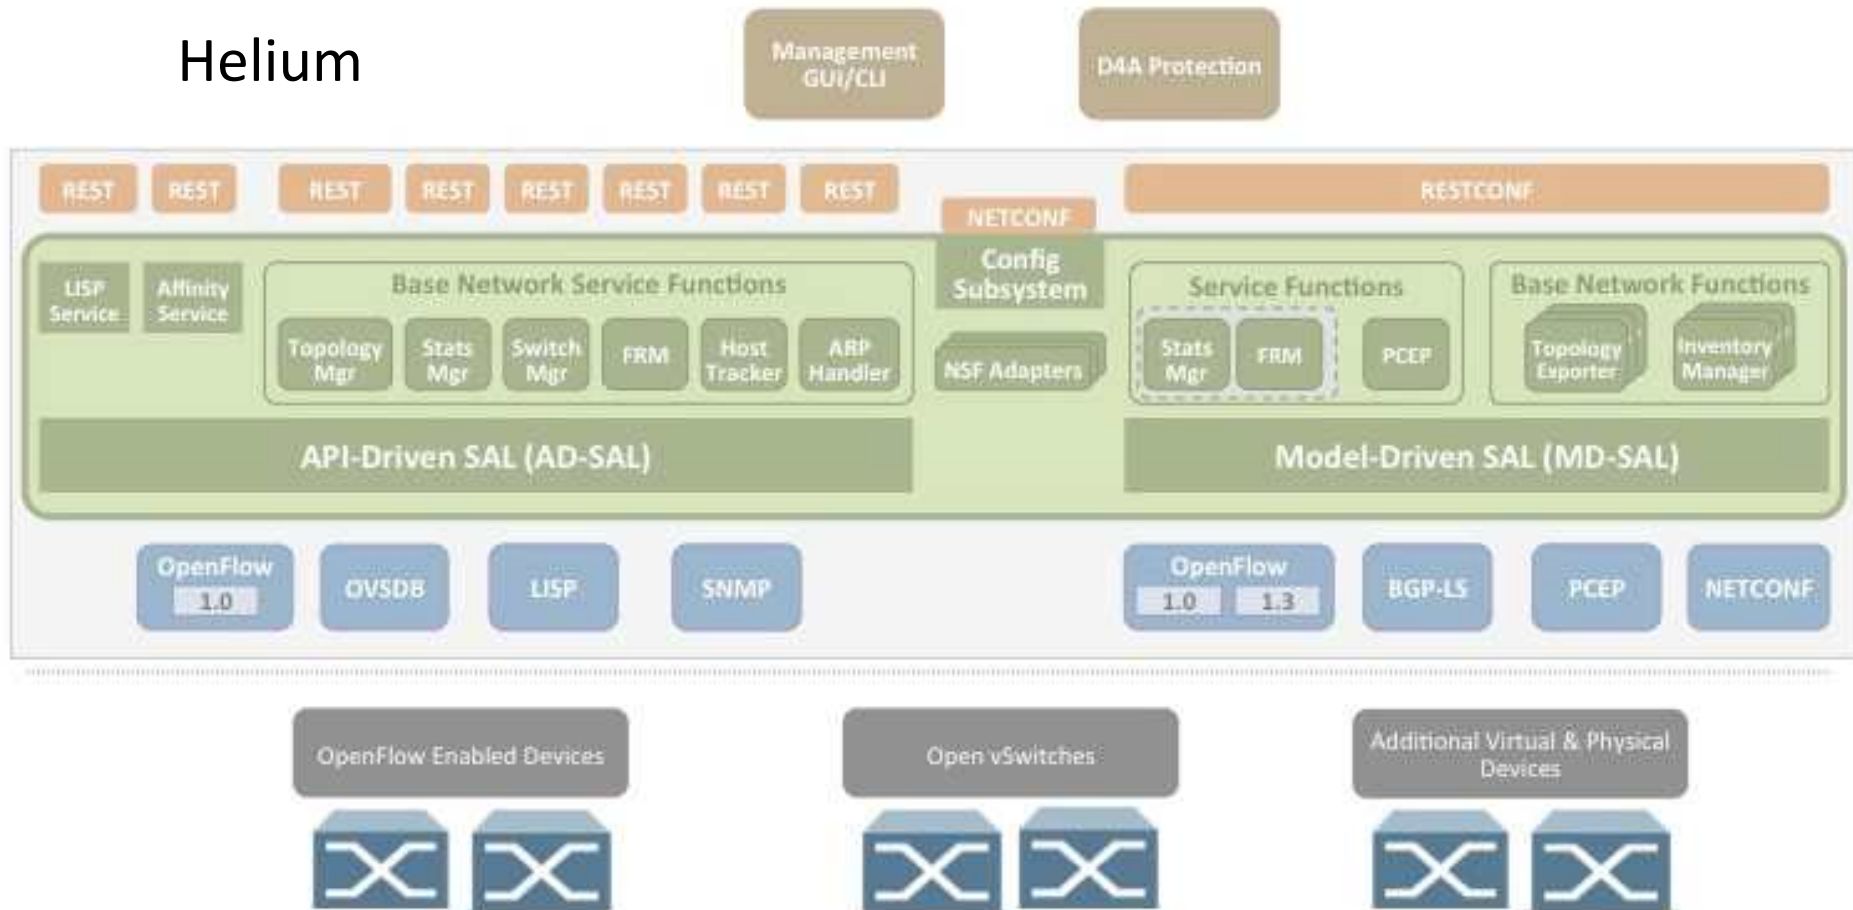 Helium
Management
GUI/CLI
D4A Protection
REST
REST
REST
REST
REST
REST
REST
REST
NETCONF
RESTCONF
LISP
Service
Affinity
Service
Base Network Service Functions
Topology
Mgr
Stats
Mgr
Switch
Mgr
FRM
Host
Tracker
ARP
Handler
Config
Subsystem
NSF Adapters
Service Functions
Stats
Mgr
FRM
PCEP
Base Network Functions
Topology
Exporter
Inventory
Manager
API-Driven SAL (AD-SAL)
Model-Driven SAL (MD-SAL)
OpenFlow
1.0
OVSDB
LISP
SNMP
OpenFlow
1.0
1.3
BGP-LS
PCEP
NETCONF
OpenFlow Enabled Devices
Open vSwitches
Additional Virtual & Physical
Devices